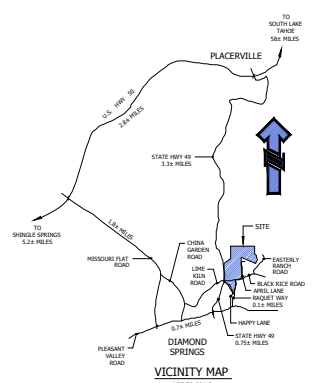 TO
SOUTH LAKE
TAHOE
58± MILES
PLACERVILLE
U.S. HWY 50
2.8± MILES
STATE HWY 49
3.3± MILES
TO
SHINGLE SPRINGS
5.2± MILES
1.8± MILES
SITE
CHINA
GARDEN
ROAD
MISSOURI FLAT
ROAD
LIME
KILN
ROAD
EASTERLY
RANCH
ROAD
BLACK RICE ROAD
APRIL LANE
RAQUET WAY
0.1± MILES
HAPPY LANE
0.7± MILES
STATE HWY 49
0.75± MILES
PLEASANT
VALLEY
ROAD
DIAMOND
SPRINGS
VICINITY MAP